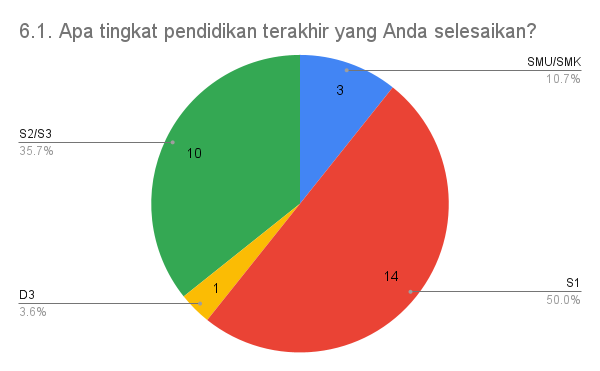 6.1. Apa tingkat pendidikan terakhir yang Anda selesaikan?
SMU/SMK
10.7%
3
S2/S3
35.7%
10
14
S1
50.0%
1
D3
3.6%